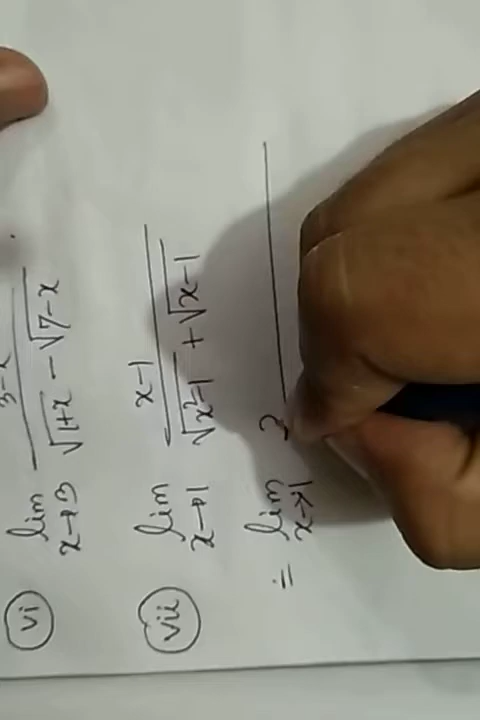 (vi) lim x→3 3-x / √1+x - √7-x
(vii) lim x→1 x-1 / √x²-1 + √x-1
= lim x→1